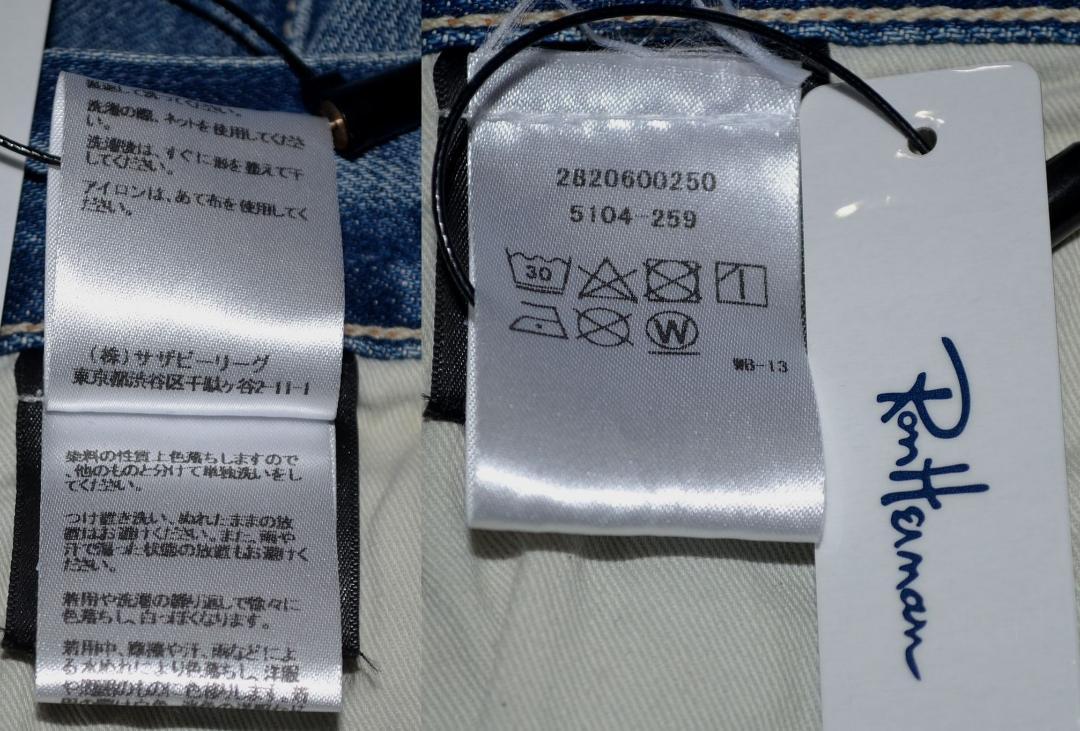 裏返して洗ってください。
洗濯の際、ネットを使用してくださ
い。
洗濯後は、すぐに形を整えて干
してください。
アイロンは、あて布を使用してく
ださい。
(株)サザビーリーグ
東京都渋谷区千駄ヶ谷2-11-1
染料の性質上色落ちしますので
、他のものと分けて単独洗いをし
てください。
つけ置き洗い、ぬれたままの放
置はお避けください。また、雨や
汗で湿った状態の放置もお避けく
ださい。
着用や洗濯の繰り返しで徐々に
色落ちし、白っぽくなります。
着用中、摩擦や汗、雨などによ
る水ぬれにより色落ちし、洋服
2820600250
5104-259
30
W
WB-13
Ron Herman